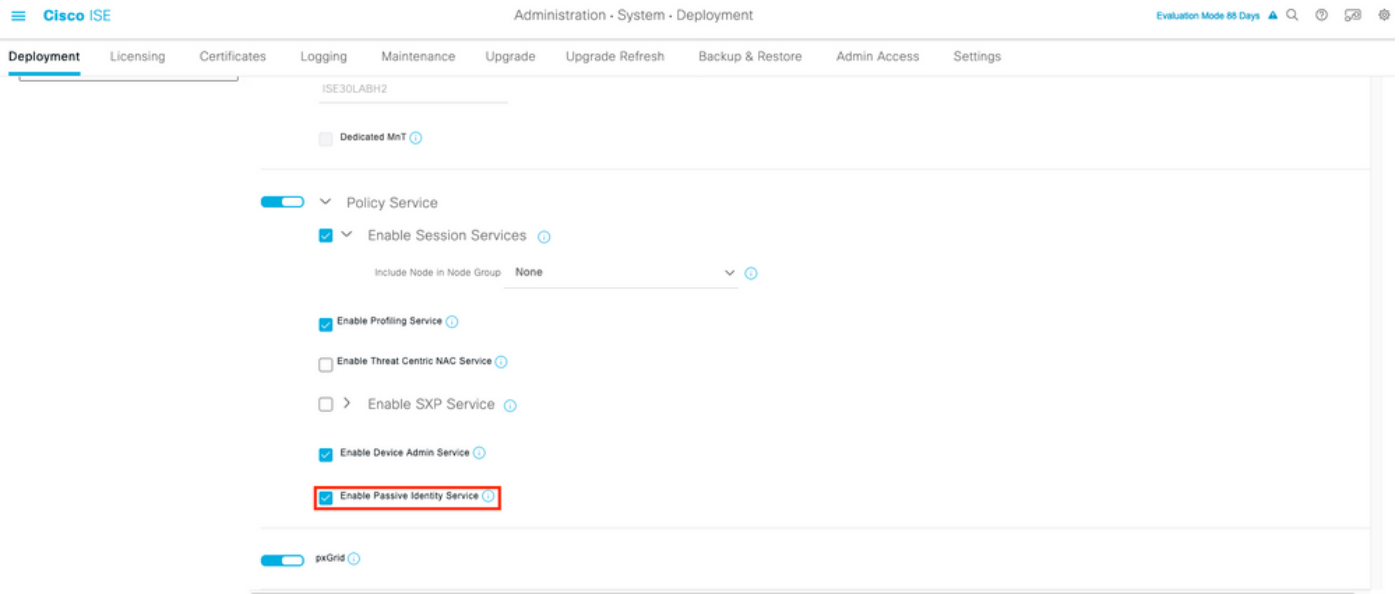 Cisco ISE
Administration · System · Deployment
Evaluation Mode 88 Days
Deployment Licensing Certificates Logging Maintenance Upgrade Upgrade Refresh Backup & Restore Admin Access Settings
ISE30LABH2
Dedicated MnT
Policy Service
Enable Session Services
Include Node in Node Group None
Enable Profiling Service
Enable Threat Centric NAC Service
Enable SXP Service
Enable Device Admin Service
Enable Passive Identity Service
pxGrid